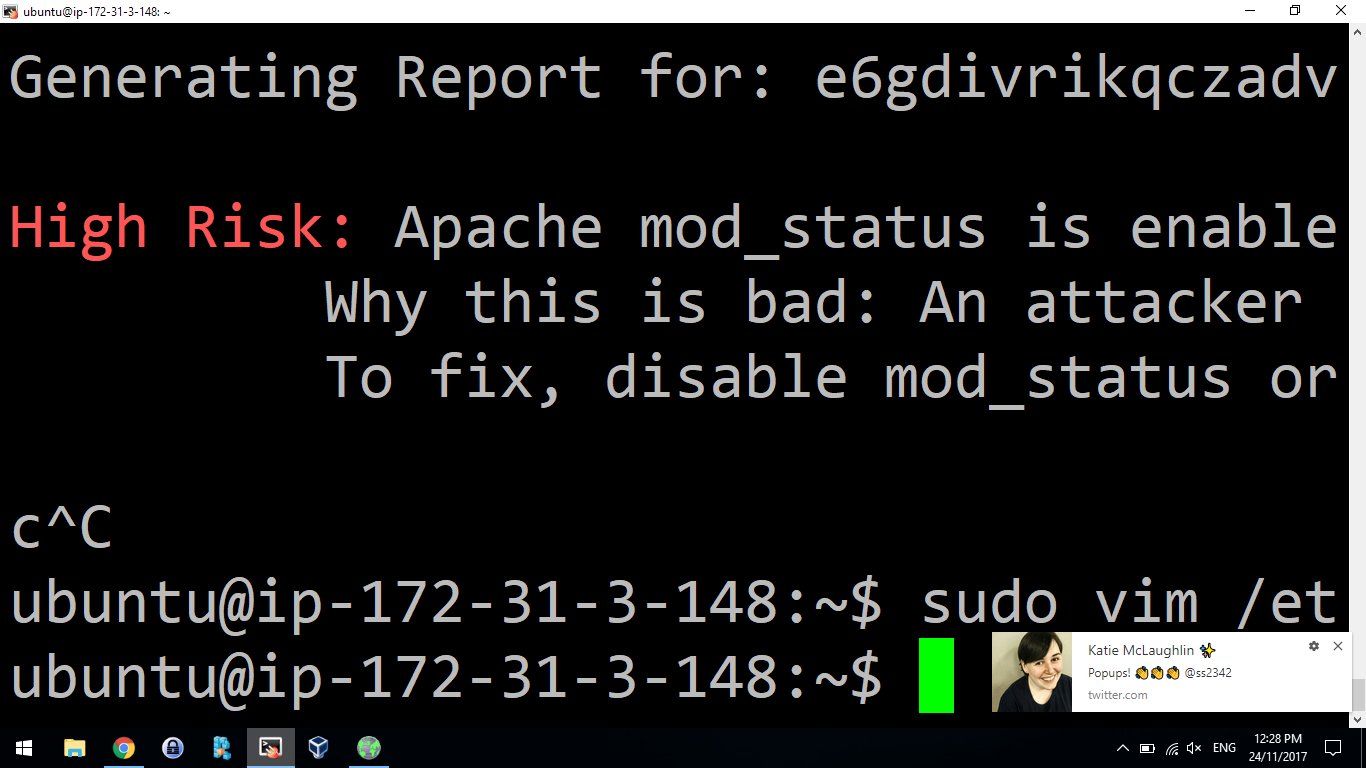 ubuntu@ip-172-31-3-148: ~
Generating Report for: e6gdivrikqczadv
High Risk: Apache mod_status is enable
Why this is bad: An attacker
To fix, disable mod_status or
c^C
ubuntu@ip-172-31-3-148:~$ sudo vim /et
ubuntu@ip-172-31-3-148:~$
Katie McLaughlin ✨
Popups! 👏👏👏 @ss2342
twitter.com
ENG
12:28 PM
24/11/2017